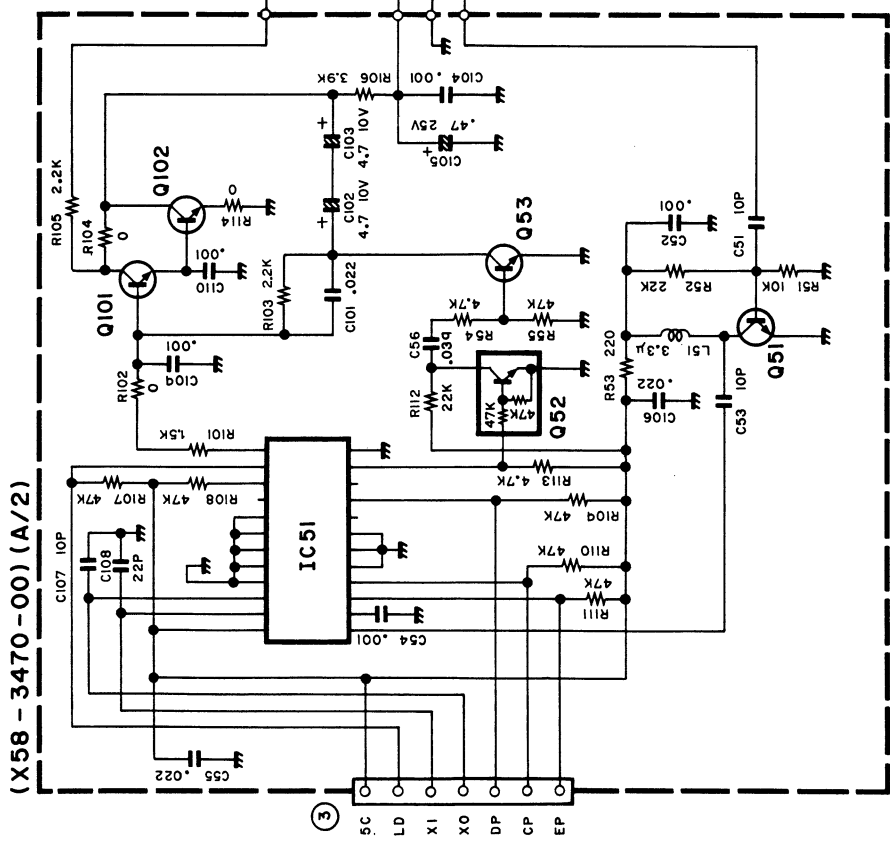 (X58-3470-00)(A/2)
R105 2.2K
R104
0
Q102
0
R114
Q101
.001
C110
R103 2.2K
C101 .022
3.9K R106
C103
4.7 10V
C102
4.7 10V
+
+
.001 C104
.47 25V
+
C105
R102
0
.001
C109
1.5K R101
47K R107
47K R108
C107 10P
C108
22P
IC51
C56
.039
4.7K
R54
47K
R55
Q53
R112
22K
47K
47K
Q52
4.7K R113
47K R109
47K R110
47K
R111
.001 C54
R53 220
.022
C106
3.3μ L51
.001
C52
22K R52
C51 10P
10K R51
Q51
C53 10P
.022 C55
3
5C
LD
XI
XO
DP
CP
EP